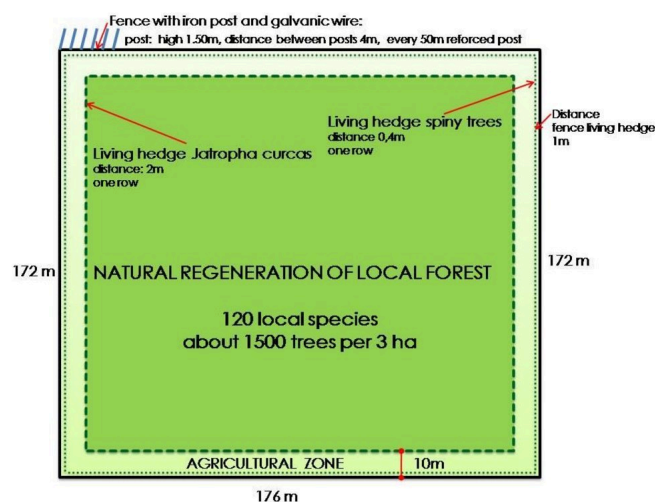 Fence with iron post and galvanic wire:
post: high 1.50m, distance between posts 4m, every 50m reforced post
Living hedge spiny trees
distance 0,4m
one row
Distance
fence living hedge
1m
Living hedge Jatropha curcas
distance: 2m
one row
172 m
172 m
NATURAL REGENERATION OF LOCAL FOREST
120 local species
about 1500 trees per 3 ha
AGRICULTURAL ZONE
10m
176 m